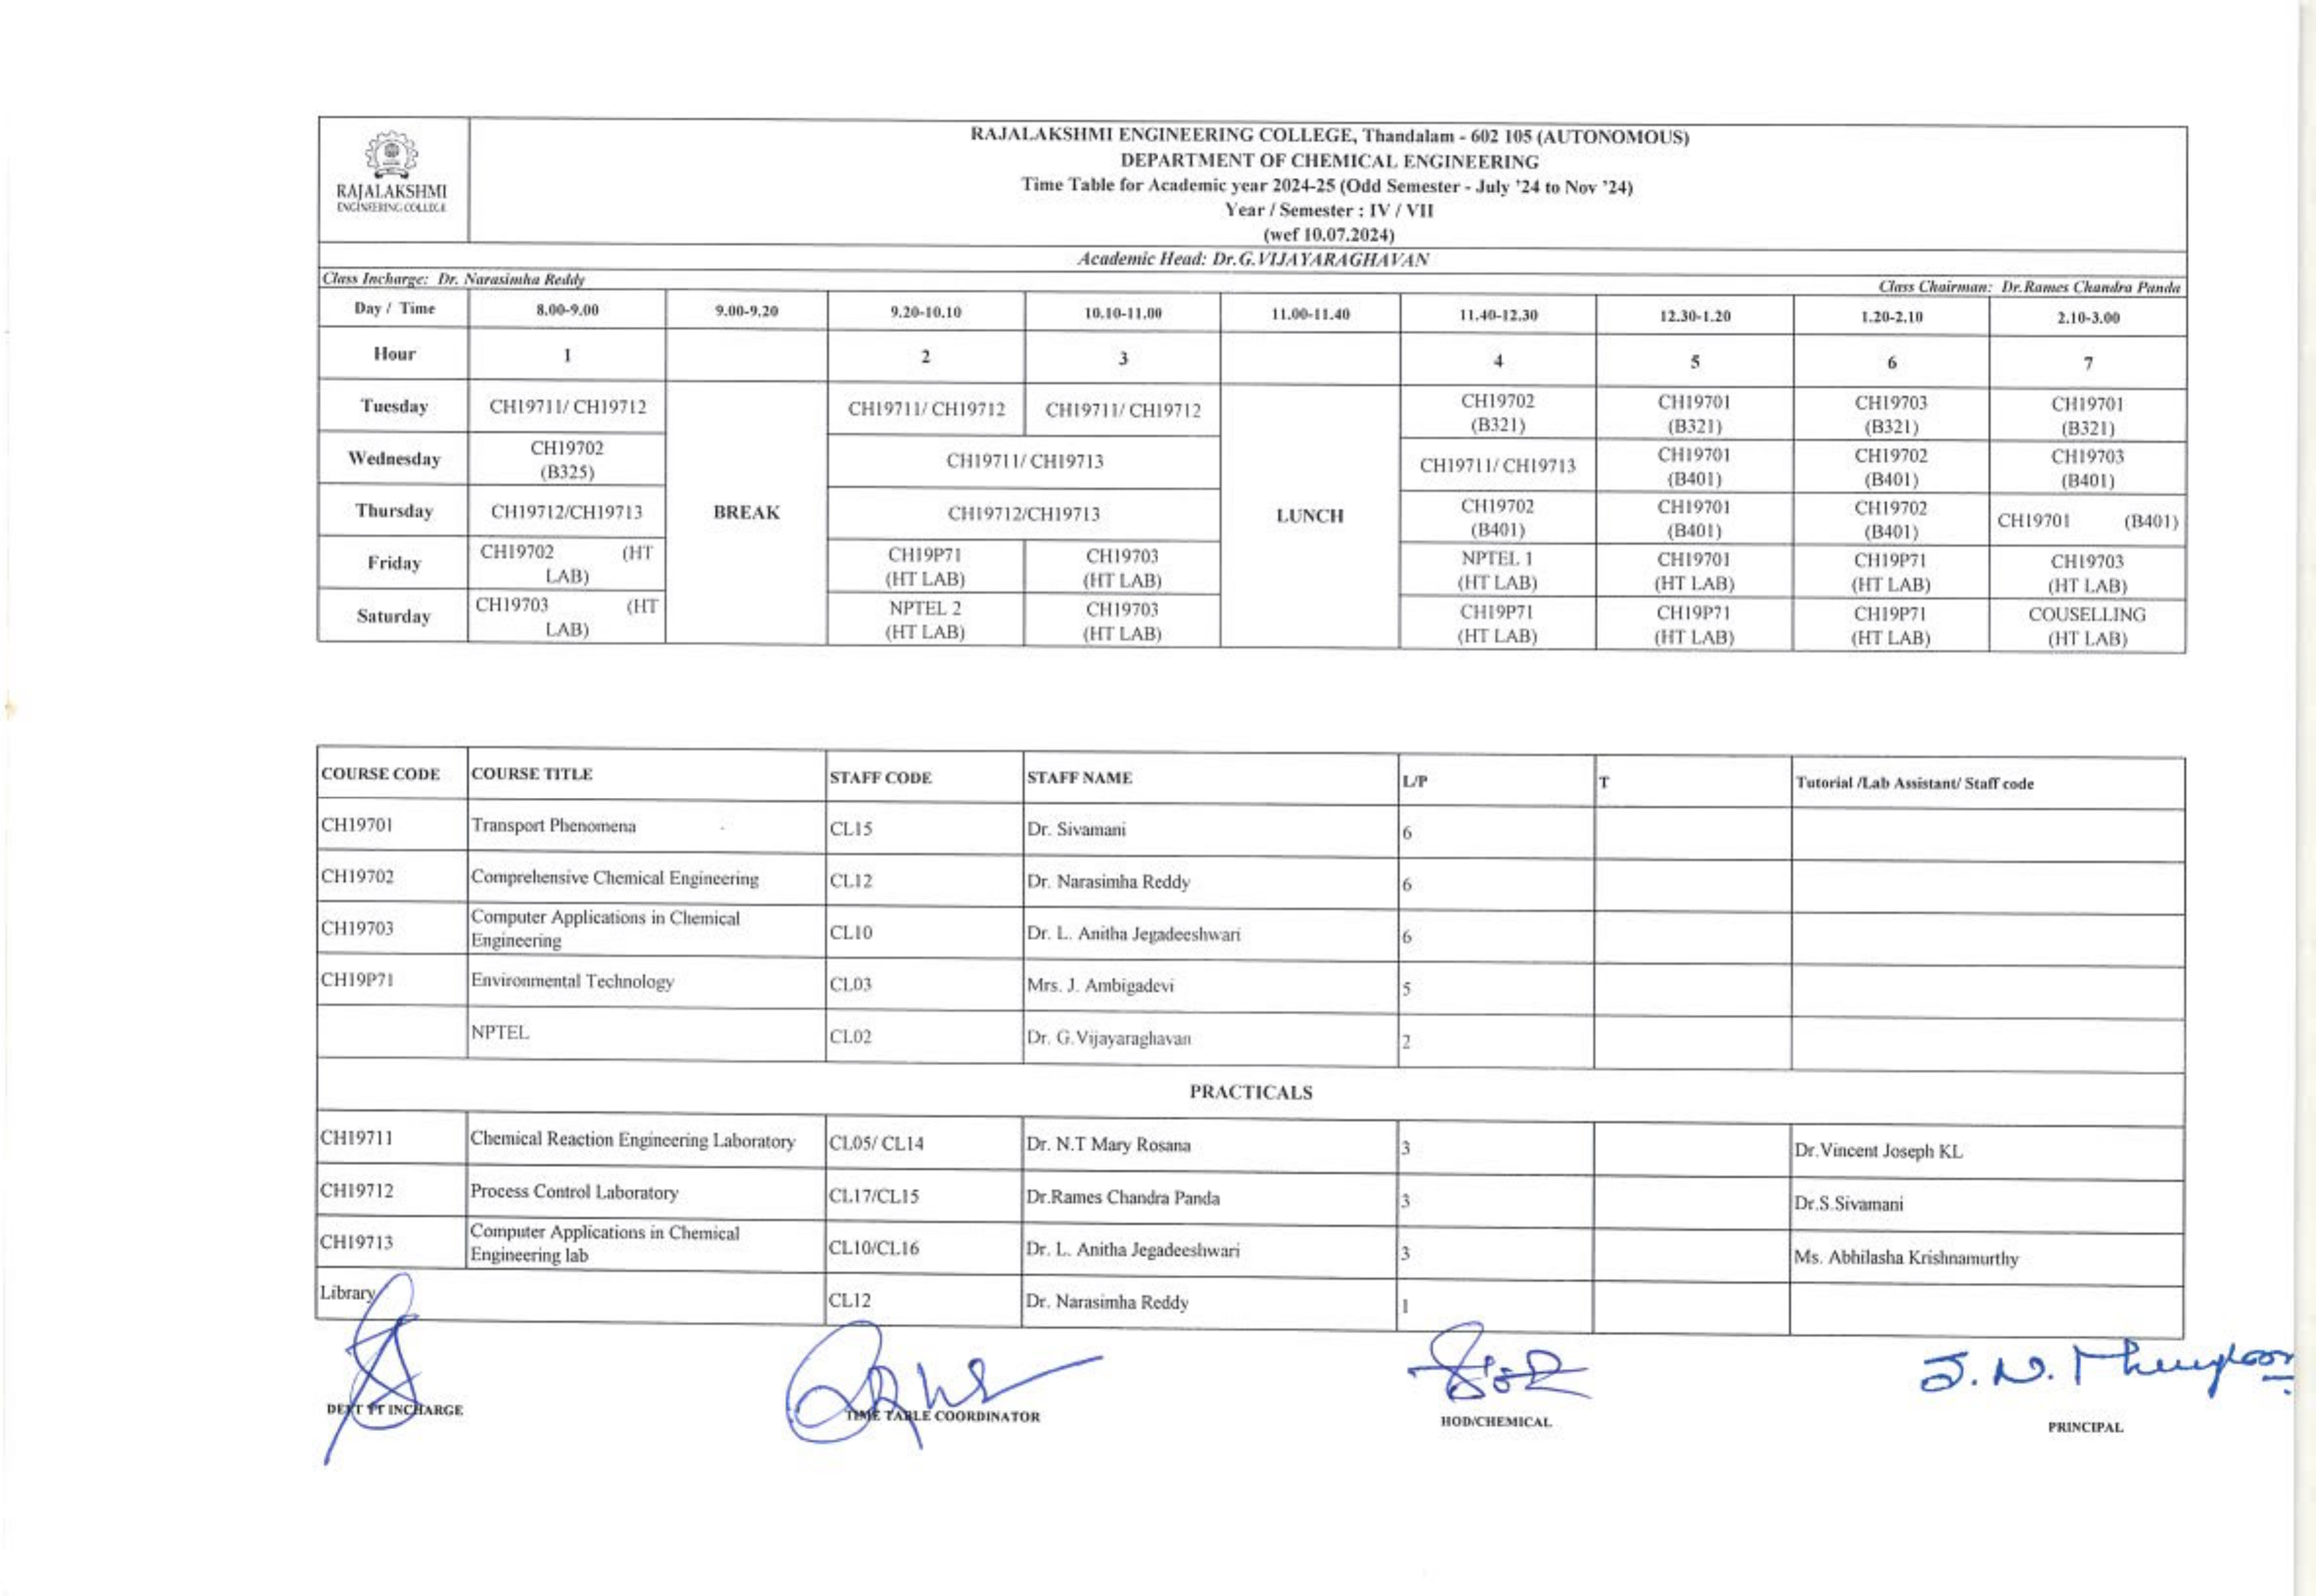 RAJALAKSHMI
ENGINEERING COLLEGE
RAJALAKSHMI ENGINEERING COLLEGE, Thandalam - 602 105 (AUTONOMOUS)
DEPARTMENT OF CHEMICAL ENGINEERING
Time Table for Academic year 2024-25 (Odd Semester - July '24 to Nov '24)
Year / Semester : IV / VII
(wef 10.07.2024)
Academic Head: Dr.G.VIJAYARAGHAVAN
Class Incharge: Dr. Narasimha Reddy Class Chairman: Dr.Rames Chandra Panda
Day / Time 8.00-9.00 9.00-9.20 9.20-10.10 10.10-11.00 11.00-11.40 11.40-12.30 12.30-1.20 1.20-2.10 2.10-3.00
Hour 1 2 3 4 5 6 7
Tuesday CH19711/ CH19712 CH19711/ CH19712 CH19711/ CH19712 CH19702 CH19701 CH19703 CH19701
(B321) (B321) (B321) (B321)
Wednesday CH19702 CH19711/ CH19713 CH19711/ CH19713 CH19701 CH19702 CH19703
(B325) (B401) (B401) (B401)
Thursday CH19712/CH19713 BREAK CH19712/CH19713 LUNCH CH19702 CH19701 CH19702 CH19701 (B401)
(B401) (B401) (B401)
Friday CH19702 (HT CH19P71 CH19703 NPTEL 1 CH19701 CH19P71 CH19703
LAB) (HT LAB) (HT LAB) (HT LAB) (HT LAB) (HT LAB) (HT LAB)
Saturday CH19703 (HT NPTEL 2 CH19703 CH19P71 CH19P71 CH19P71 COUSELLING
LAB) (HT LAB) (HT LAB) (HT LAB) (HT LAB) (HT LAB) (HT LAB)
COURSE CODE COURSE TITLE STAFF CODE STAFF NAME L/P T Tutorial /Lab Assistant/ Staff code
CH19701 Transport Phenomena CL15 Dr. Sivamani 6
CH19702 Comprehensive Chemical Engineering CL12 Dr. Narasimha Reddy 6
CH19703 Computer Applications in Chemical
Engineering CL10 Dr. L. Anitha Jegadeeshwari 6
CH19P71 Environmental Technology CL03 Mrs. J. Ambigadevi 5
NPTEL CL02 Dr. G.Vijayaraghavan 2
PRACTICALS
CH19711 Chemical Reaction Engineering Laboratory CL05/ CL14 Dr. N.T Mary Rosana 3 Dr.Vincent Joseph KL
CH19712 Process Control Laboratory CL17/CL15 Dr.Rames Chandra Panda 3 Dr.S.Sivamani
CH19713 Computer Applications in Chemical
Engineering lab CL10/CL16 Dr. L. Anitha Jegadeeshwari 3 Ms. Abhilasha Krishnamurthy
Library CL12 Dr. Narasimha Reddy 1
DEPT TT INCHARGE TIME TABLE COORDINATOR HOD/CHEMICAL PRINCIPAL